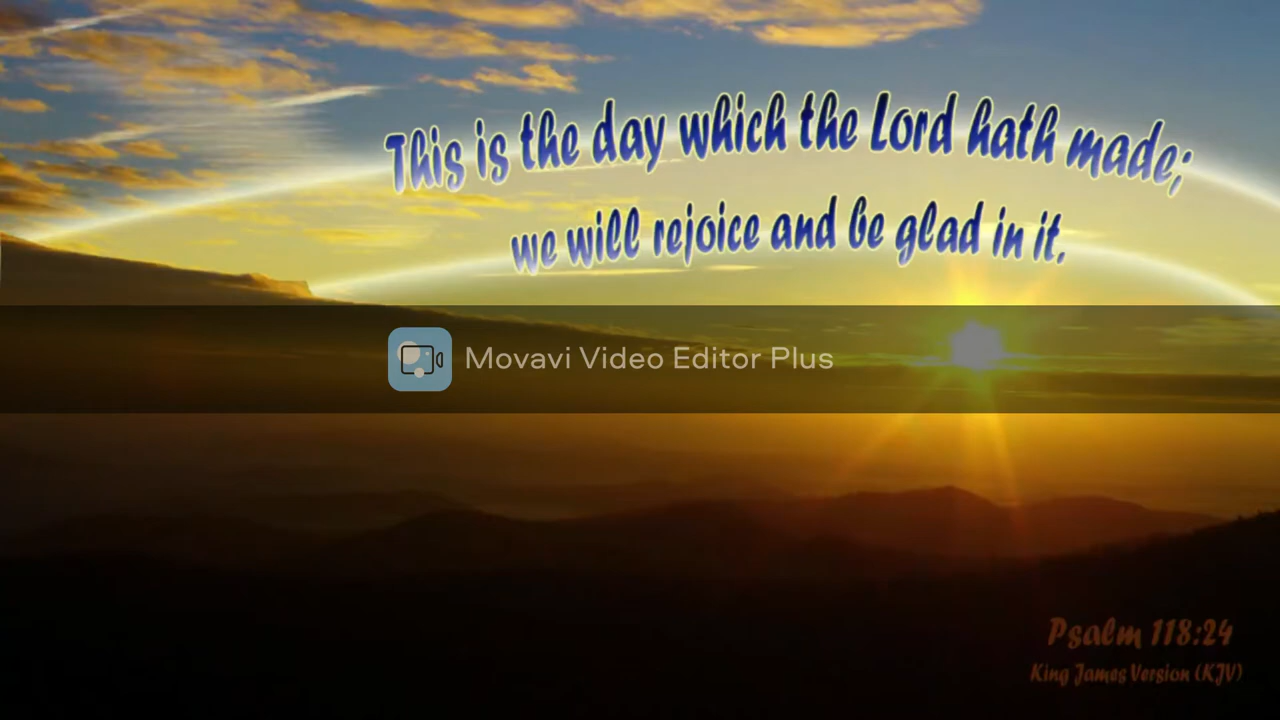 This is the day which the Lord hath made;
we will rejoice and be glad in it.
Movavi Video Editor Plus
Psalm 118:24
King James Version (KJV)